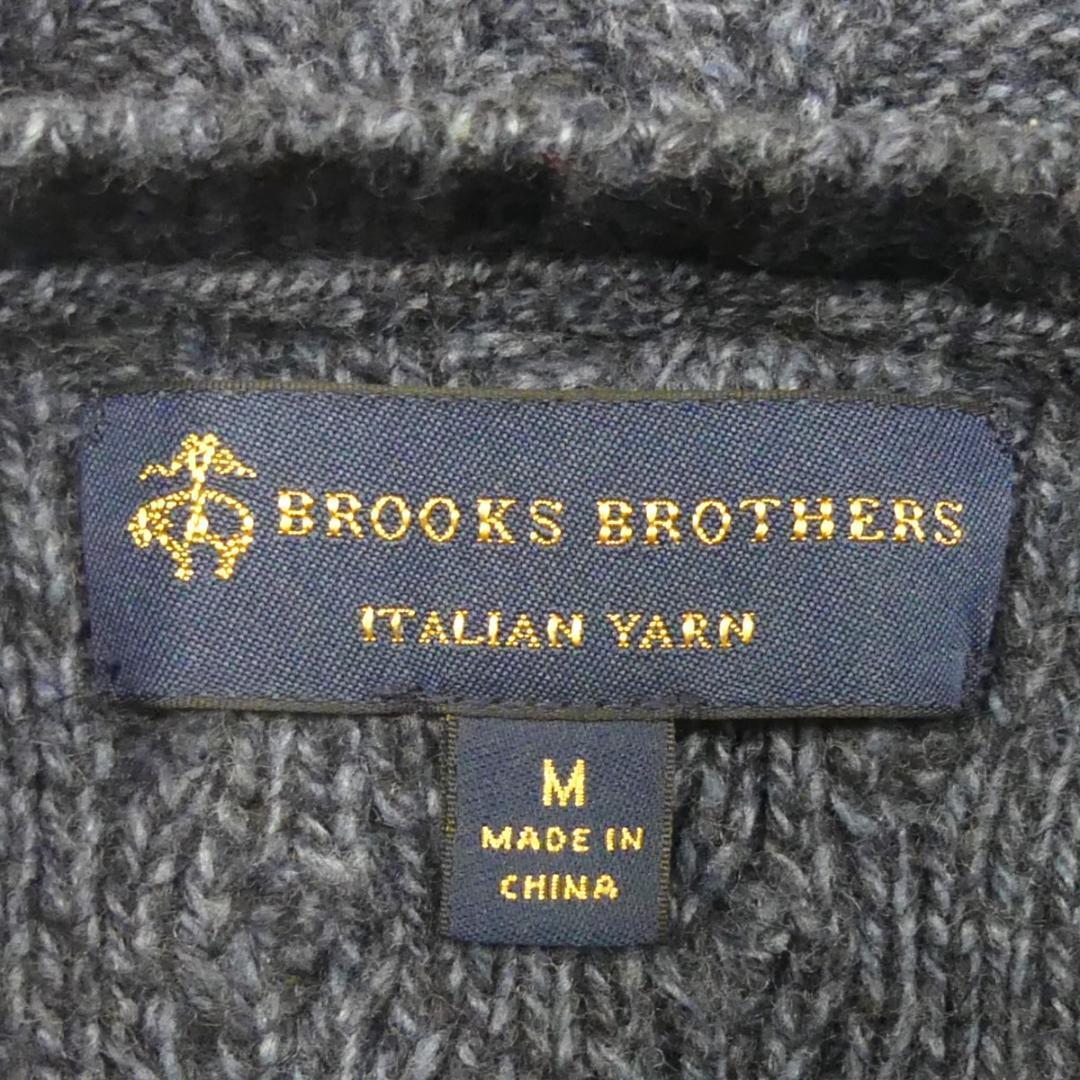 BROOKS BROTHERS
ITALIAN YARN
M
MADE IN
CHINA